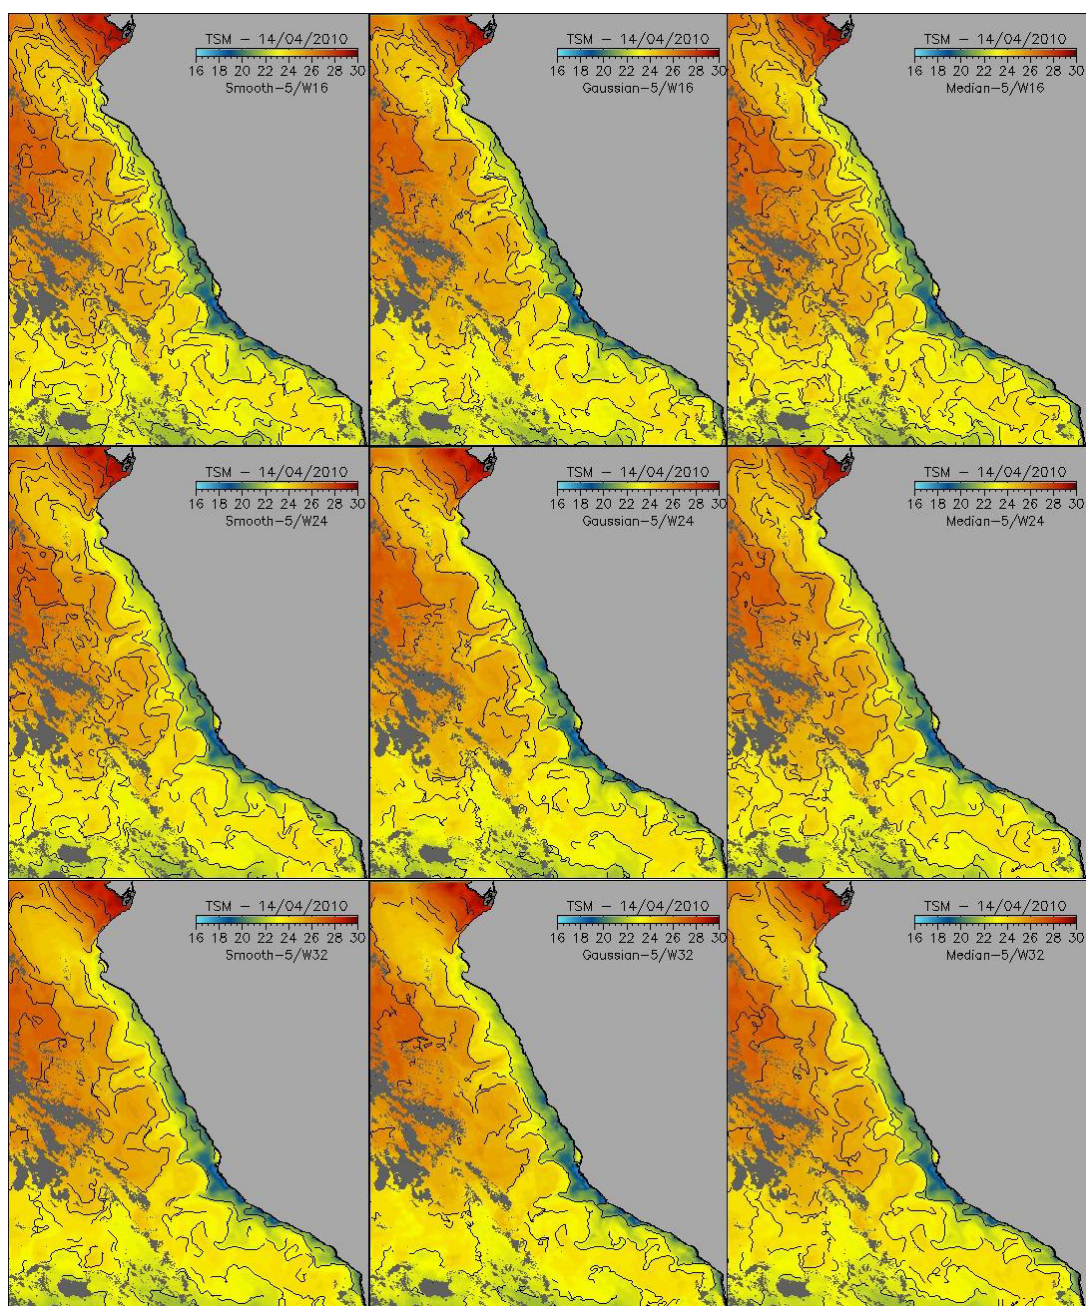 TSM - 14/04/2010
16 18 20 22 24 26 28 30
Smooth-5/W16
TSM - 14/04/2010
16 18 20 22 24 26 28 30
Gaussian-5/W16
TSM - 14/04/2010
16 18 20 22 24 26 28 30
Median-5/W16
TSM - 14/04/2010
16 18 20 22 24 26 28 30
Smooth-5/W24
TSM - 14/04/2010
16 18 20 22 24 26 28 30
Gaussian-5/W24
TSM - 14/04/2010
16 18 20 22 24 26 28 30
Median-5/W24
TSM - 14/04/2010
16 18 20 22 24 26 28 30
Smooth-5/W32
TSM - 14/04/2010
16 18 20 22 24 26 28 30
Gaussian-5/W32
TSM - 14/04/2010
16 18 20 22 24 26 28 30
Median-5/W32